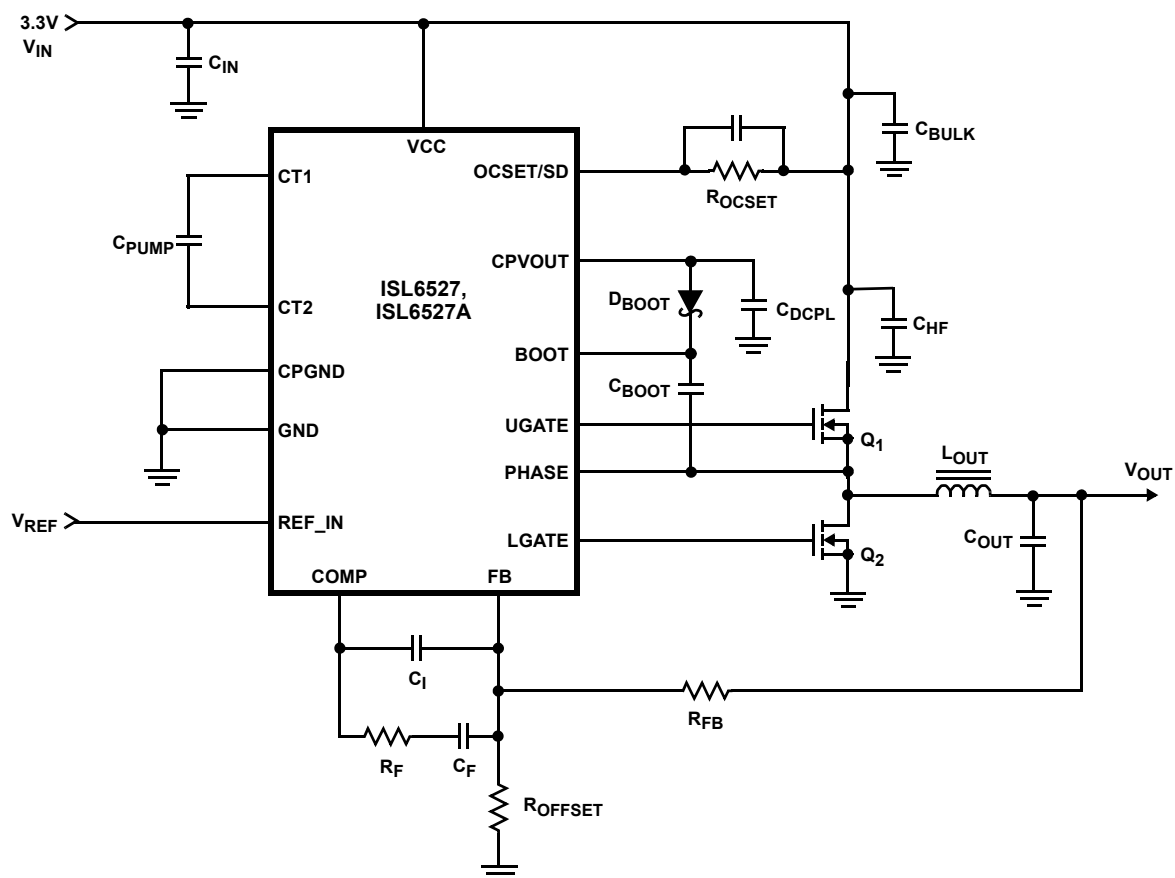 3.3V
VIN
CIN
VCC
CBULK
OCSET/SD
ROCSET
CT1
CPUMP
CT2
ISL6527,
ISL6527A
CPVOUT
DBOOT
CDCPL
CHF
BOOT
CBOOT
CPGND
GND
UGATE
Q1
PHASE
LOUT
VOUT
VREF
REF_IN
LGATE
Q2
COUT
COMP
FB
CI
RFB
RF
CF
ROFFSET